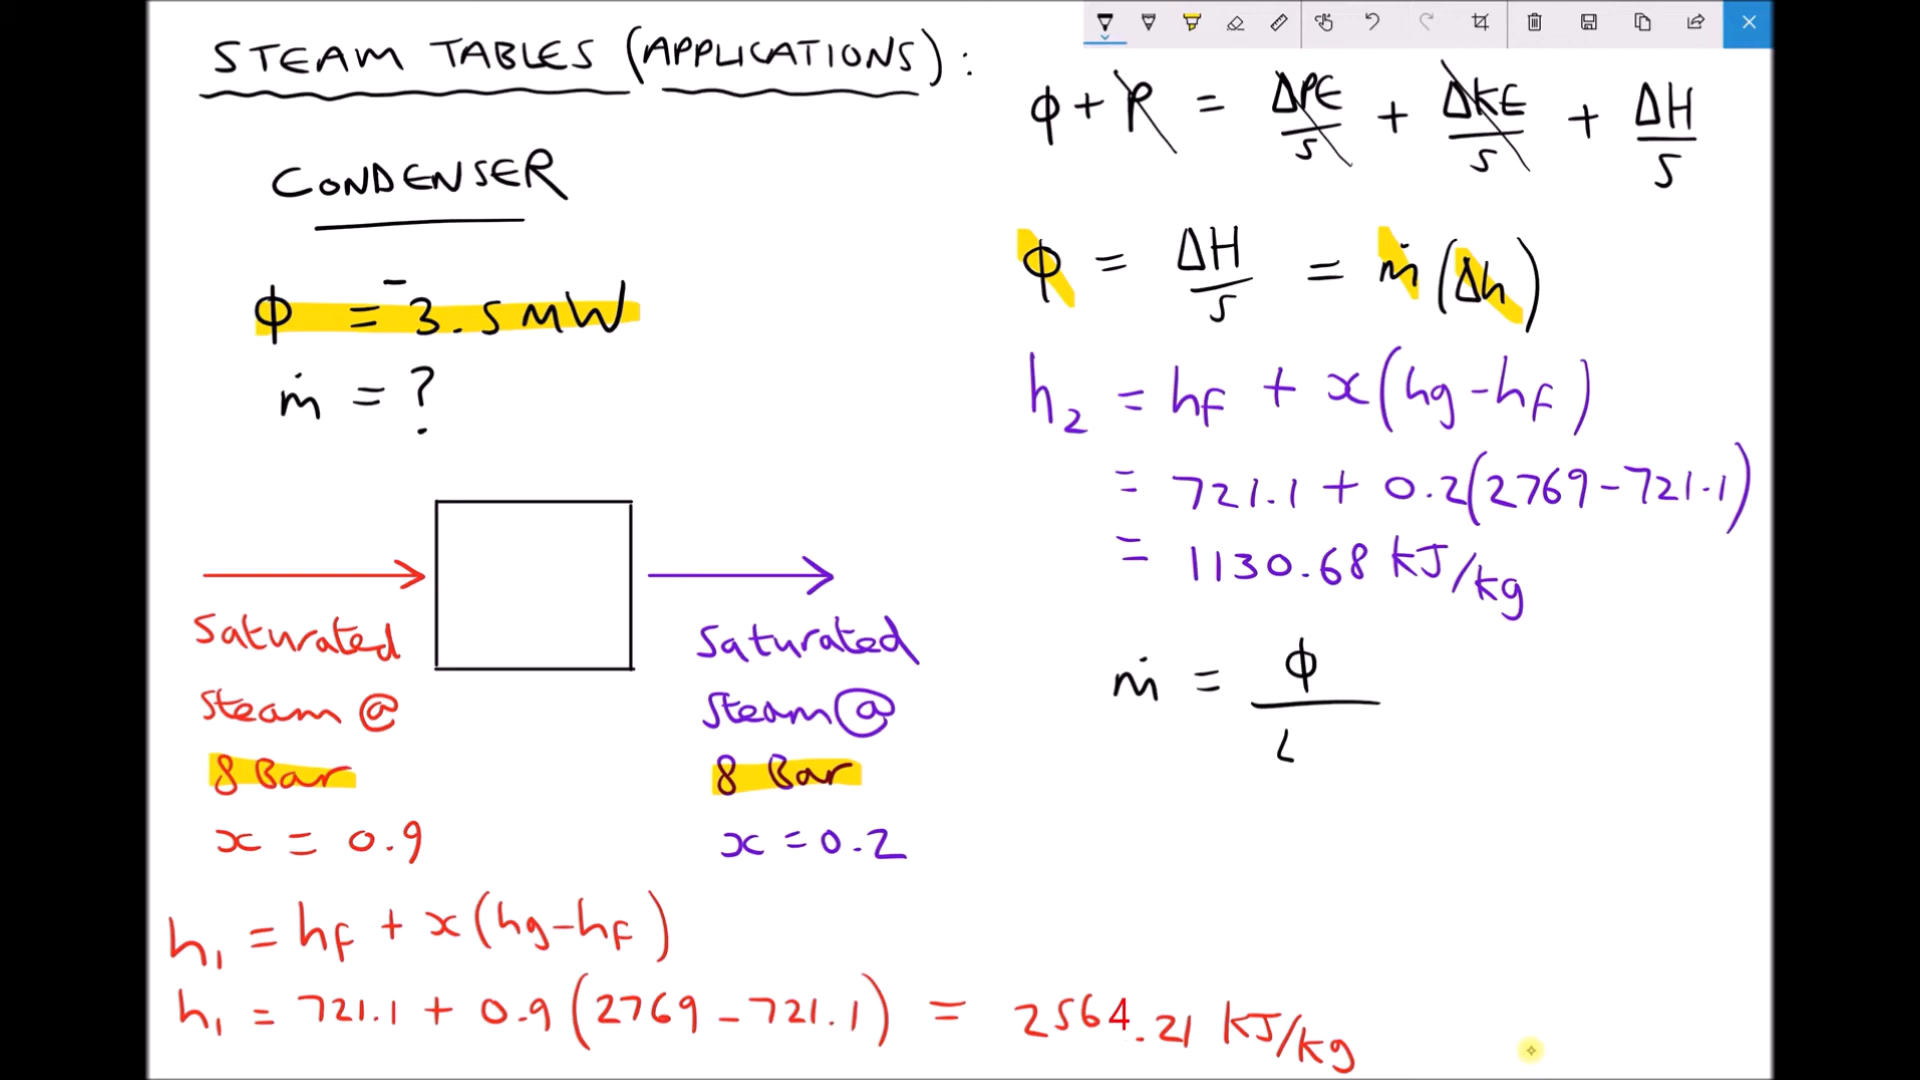 STEAM TABLES (APPLICATIONS):
CONDENSER
Φ = -3.5 MW
ṁ = ?
Saturated
Steam @
8 Bar
x = 0.9
Saturated
Steam @
8 Bar
x = 0.2
h₁ = hf + x(hg-hf)
h₁ = 721.1 + 0.9(2769-721.1) = 2564.21 KJ/kg
Φ + P = ΔPE/s + ΔKE/s + ΔH/s
Φ = ΔH/s = ṁ(Δh)
h₂ = hf + x(hg-hf)
= 721.1 + 0.2(2769-721.1)
= 1130.68 KJ/kg
ṁ = Φ/